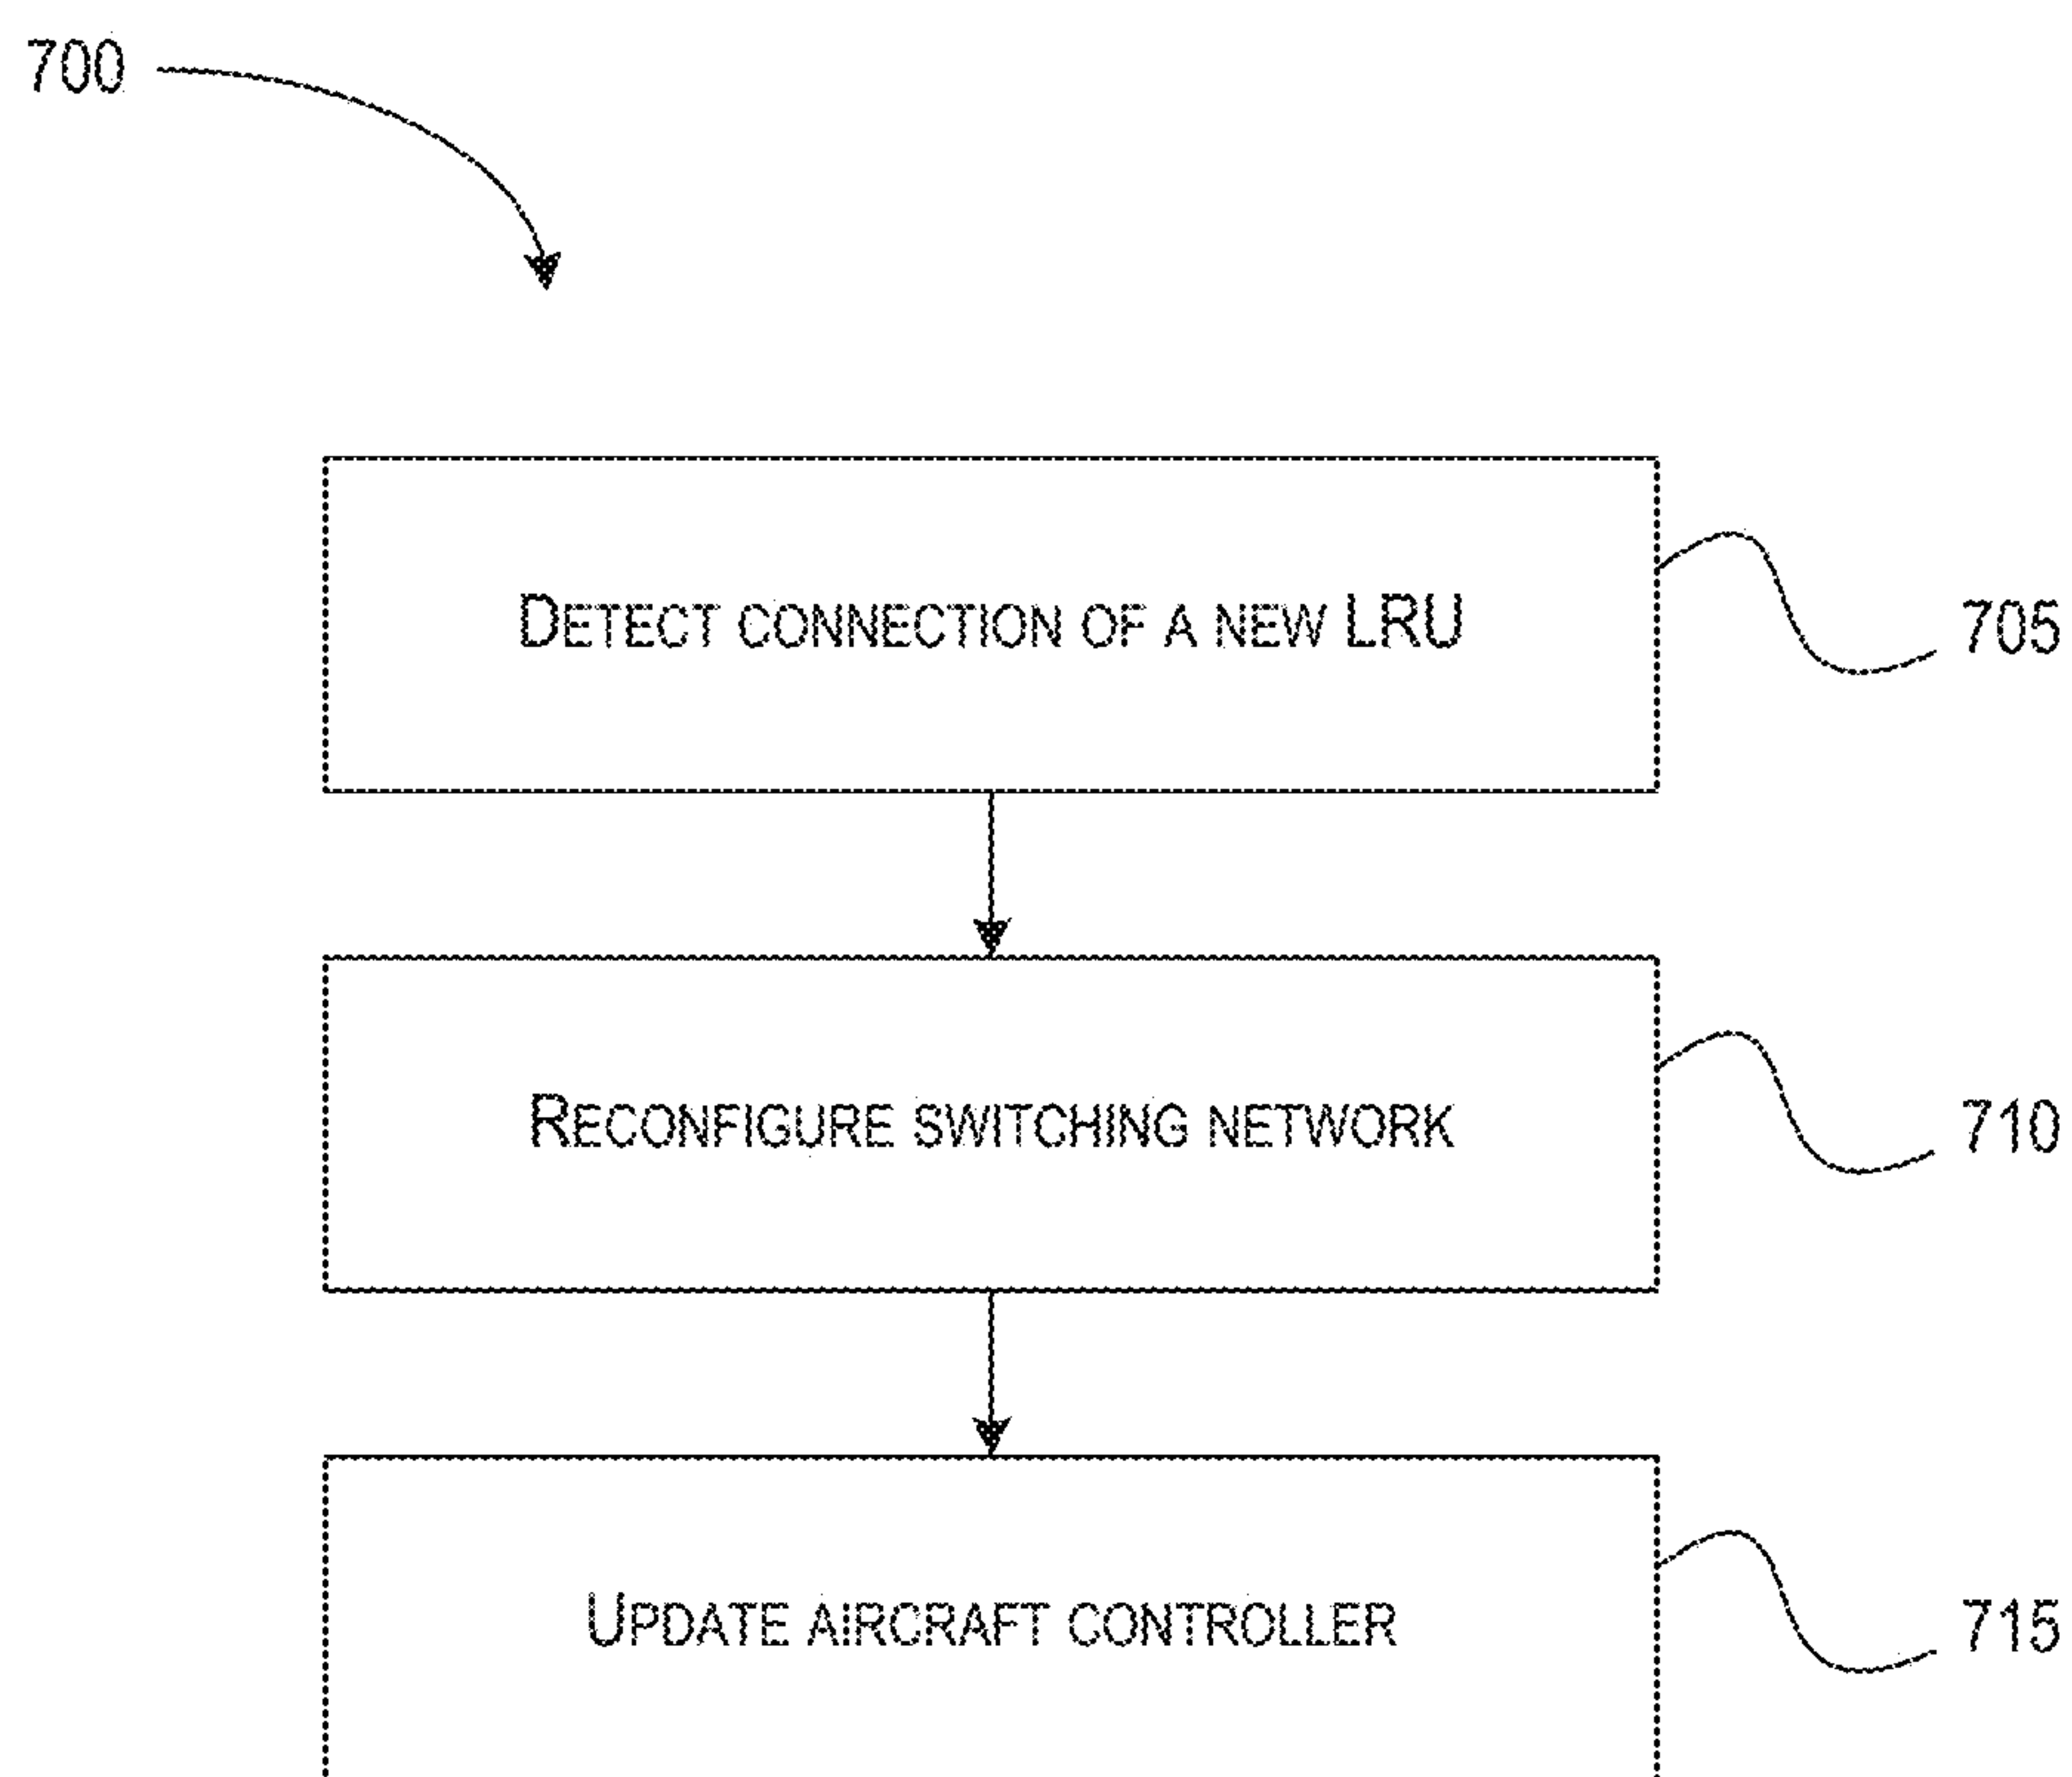 700
DETECT CONNECTION OF A NEW LRU
705
RECONFIGURE SWITCHING NETWORK
710
UPDATE AIRCRAFT CONTROLLER
715